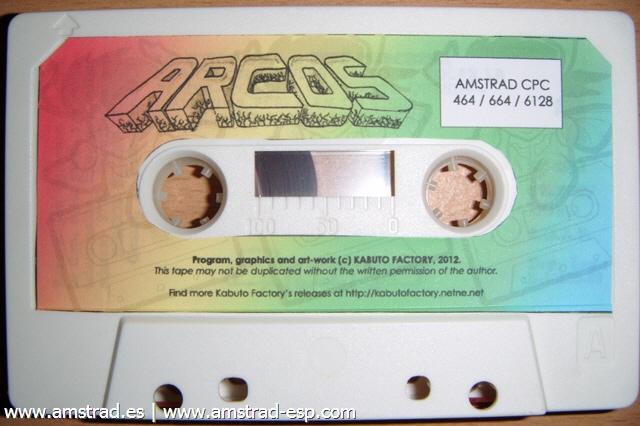 ARCOS
AMSTRAD CPC
464 / 664 / 6128
100 50 0
Program, graphics and art-work (c) KABUTO FACTORY, 2012.
This tape may not be duplicated without the written permission of the author.
Find more Kabuto Factory's releases at http://kabutofactory.netne.net
A
www.amstrad.es | www.amstrad-esp.com